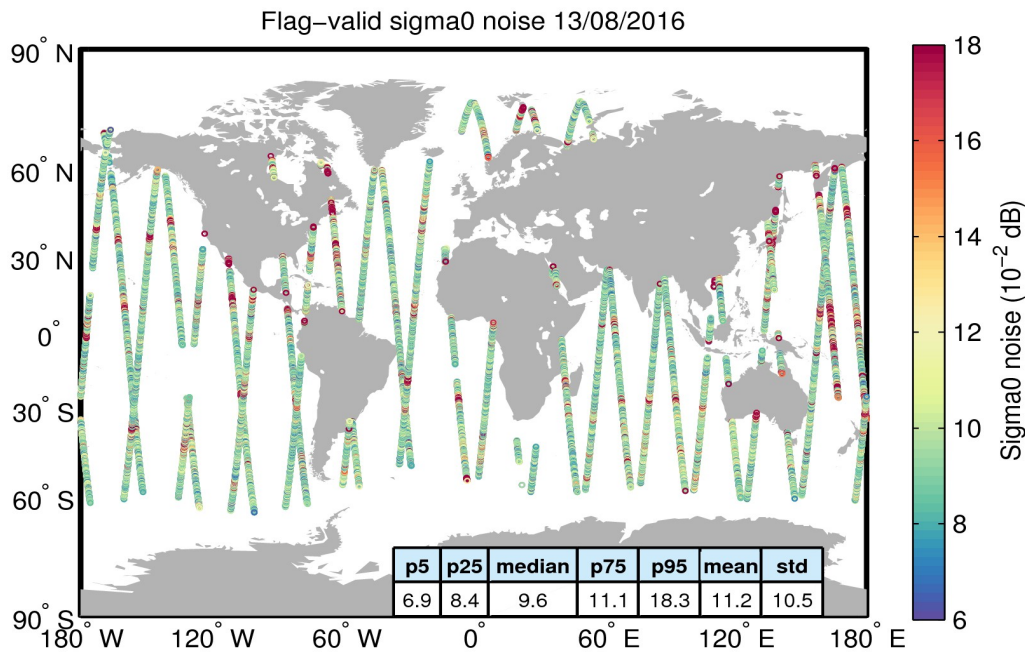 Flag−valid sigma0 noise 13/08/2016
90° N
60° N
30° N
0°
30° S
60° S
90° S
180° W
120° W
60° W
0°
60° E
120° E
180° E
p5 p25 median p75 p95 mean std
6.9 8.4 9.6 11.1 18.3 11.2 10.5
18
16
14
12
10
8
6
Sigma0 noise (10⁻² dB)